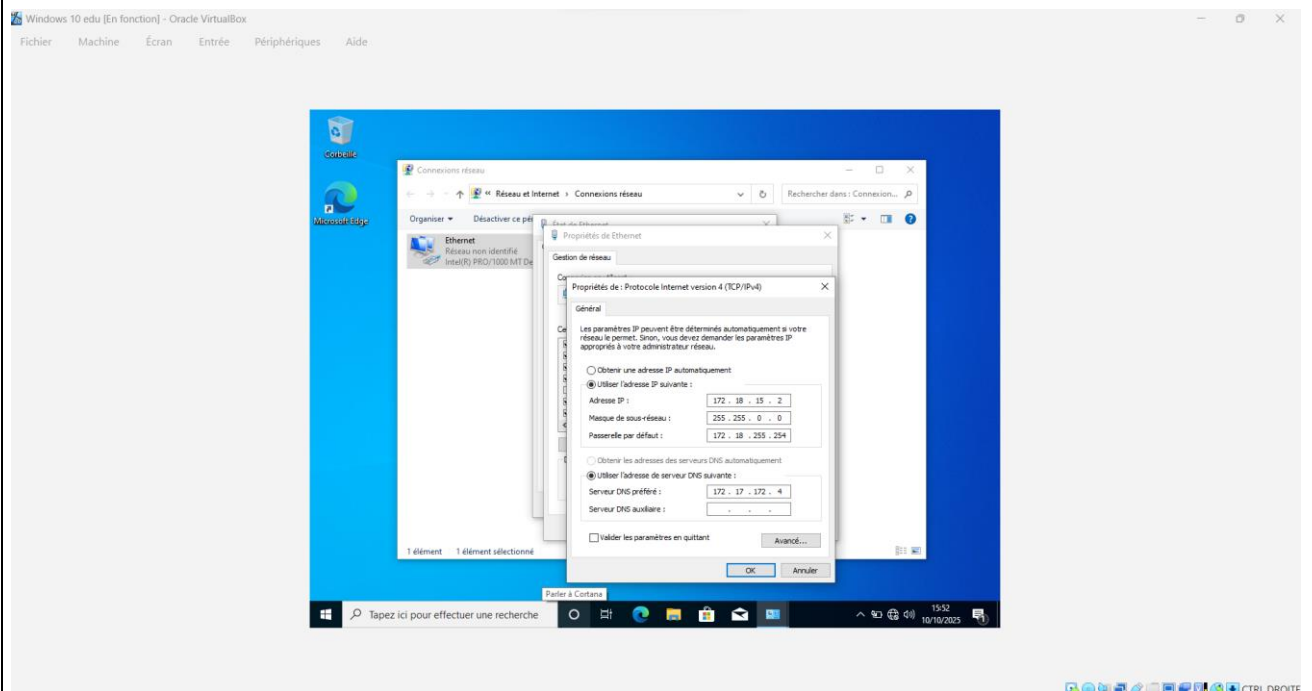 Windows 10 edu [En fonction] - Oracle VirtualBox
Fichier Machine Écran Entrée Périphériques Aide
Corbeille
Microsoft Edge
Connexions réseau
« Réseau et Internet › Connexions réseau
Rechercher dans : Connexion...
Organiser
Désactiver ce pé
État de Ethernet
Ethernet
Réseau non identifié
Intel(R) PRO/1000 MT De
Propriétés de Ethernet
Gestion de réseau
Propriétés de : Protocole Internet version 4 (TCP/IPv4)
Général
Les paramètres IP peuvent être déterminés automatiquement si votre
réseau le permet. Sinon, vous devez demander les paramètres IP
appropriés à votre administrateur réseau.
Obtenir une adresse IP automatiquement
Utiliser l'adresse IP suivante :
Adresse IP : 172 . 18 . 15 . 2
Masque de sous-réseau : 255 . 255 . 0 . 0
Passerelle par défaut : 172 . 18 . 255 . 254
Obtenir les adresses des serveurs DNS automatiquement
Utiliser l'adresse de serveur DNS suivante :
Serveur DNS préféré : 172 . 17 . 172 . 4
Serveur DNS auxiliaire : . . .
Valider les paramètres en quittant
Avancé...
OK Annuler
1 élément 1 élément sélectionné
Parler à Cortana
Tapez ici pour effectuer une recherche
15:52
10/10/2025
CTRL DROITE